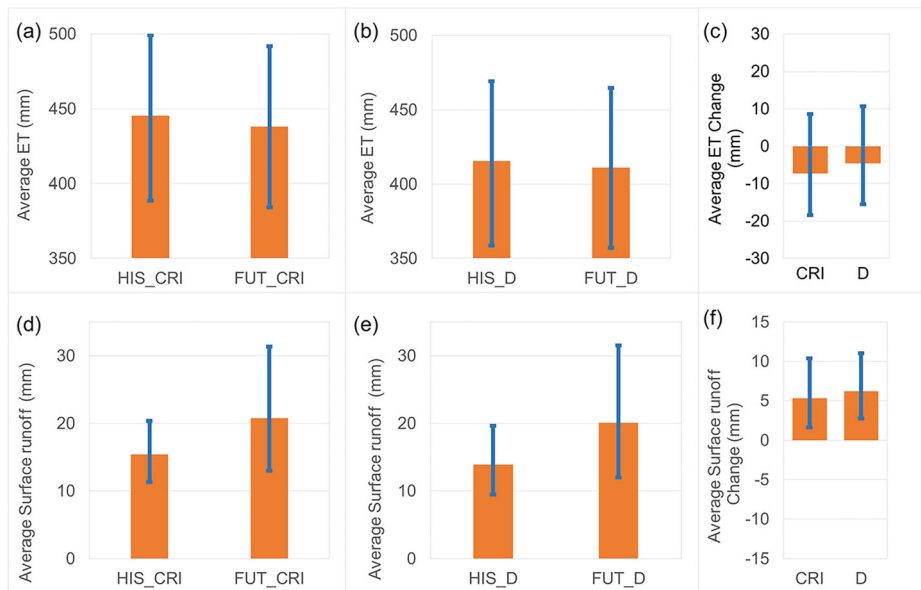 (a)
Average ET (mm)
500
450
400
350
HIS_CRI
FUT_CRI
(b)
Average ET (mm)
500
450
400
350
HIS_D
FUT_D
(c)
Average ET Change
(mm)
30
20
10
0
-10
-20
-30
CRI
D
(d)
Average Surface runoff (mm)
30
20
10
0
HIS_CRI
FUT_CRI
(e)
Average Surface runoff (mm)
30
20
10
0
HIS_D
FUT_D
(f)
Average Surface runoff
Change (mm)
15
10
5
0
-5
-10
-15
CRI
D